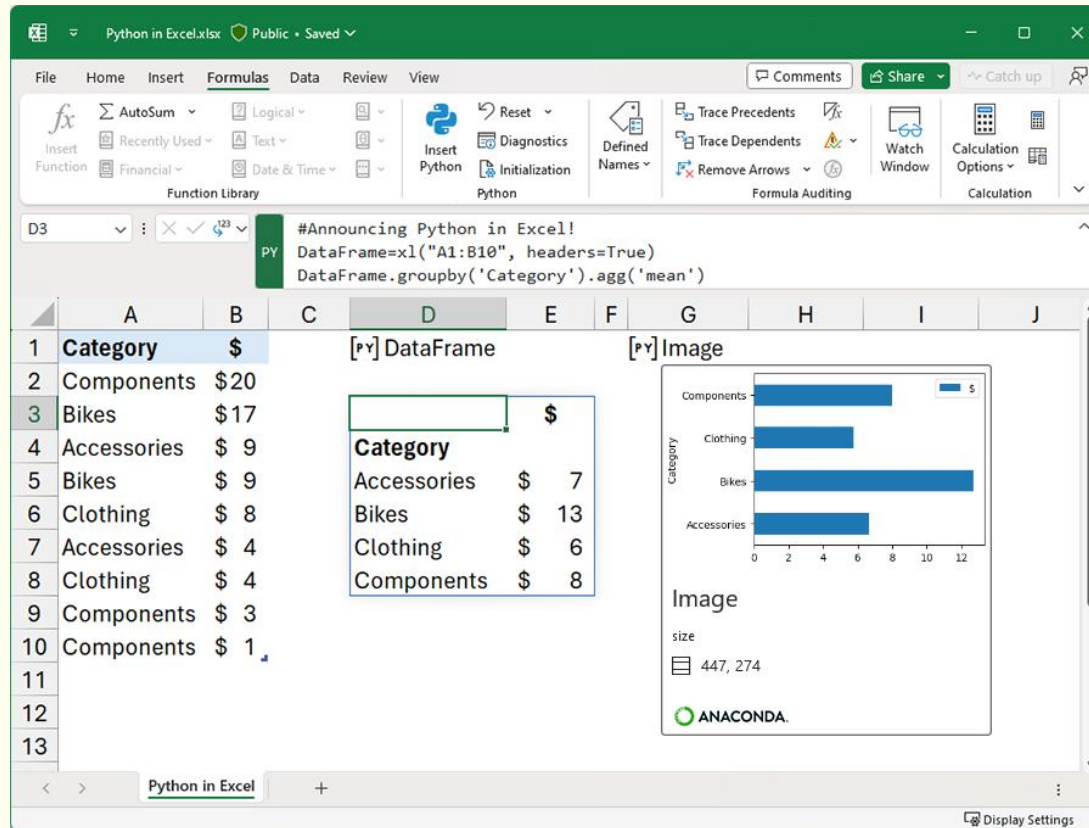 Python in Excel.xlsx Public • Saved
File Home Insert Formulas Data Review View Comments Share Catch up
fx AutoSum Logical Reset Trace Precedents fx
Insert Function Recently Used Text Insert Python Diagnostics Defined Names Trace Dependents Watch Window Calculation Options
Financial Date & Time Initialization Remove Arrows
Function Library Python Formula Auditing Calculation
D3 123 PY #Announcing Python in Excel!
DataFrame=xl("A1:B10", headers=True)
DataFrame.groupby('Category').agg('mean')
A B C D E F G H I J
1 Category $ [PY] DataFrame [PY] Image
2 Components $20
3 Bikes $17 $
4 Accessories $ 9 Category
5 Bikes $ 9 Accessories $ 7
6 Clothing $ 8 Bikes $ 13
7 Accessories $ 4 Clothing $ 6
8 Clothing $ 4 Components $ 8
9 Components $ 3
10 Components $ 1
11
12
13
$
Category
Components
Clothing
Bikes
Accessories
0 2 4 6 8 10 12
Image
size
447, 274
ANACONDA.
Python in Excel +
Display Settings